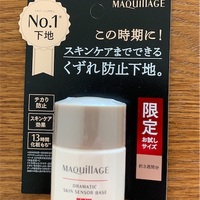 MAQUillAGE
No.1
下地
この時期に!
スキンケアまでできる
くずれ防止下地。
テカリ
防止
スキンケア
効果
13時間
化粧もち
限定
お試し
サイズ
MAQUillAGE
DRAMATIC
SKIN SENSOR BASE